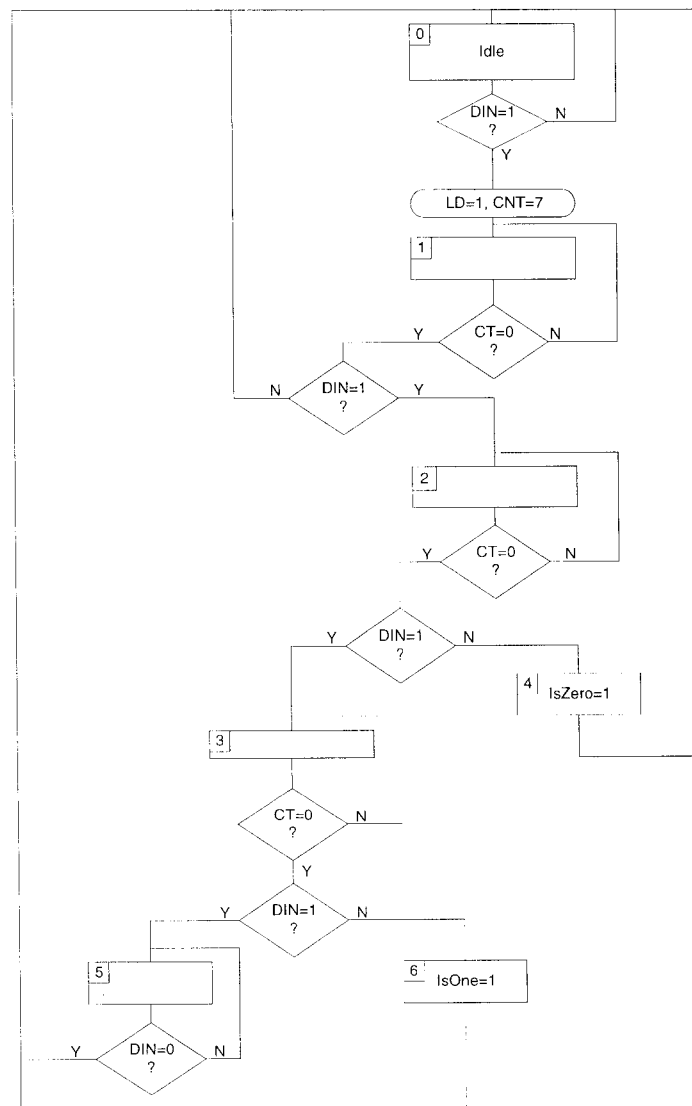 0
Idle
DIN=1
?
N
Y
LD=1, CNT=7
1
Y
CT=0
?
N
N
DIN=1
?
Y
2
Y
CT=0
?
N
Y
DIN=1
?
N
4
IsZero=1
3
CT=0
?
N
Y
Y
DIN=1
?
N
5
6
IsOne=1
Y
DIN=0
?
N